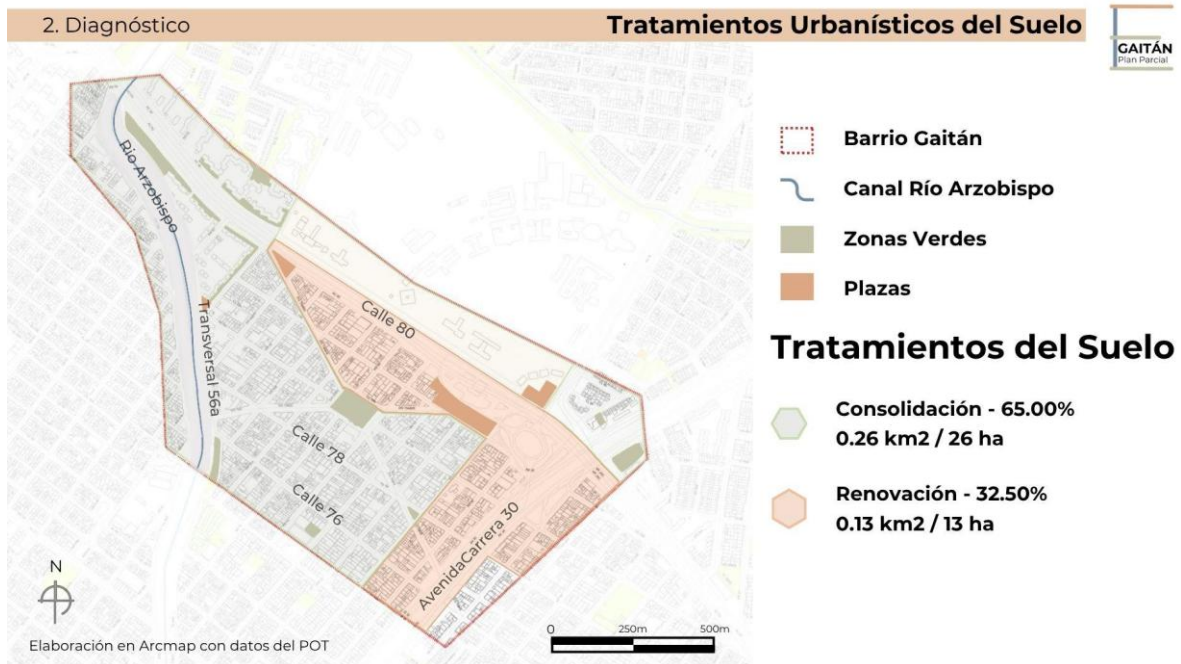 2. Diagnóstico
Tratamientos Urbanísticos del Suelo
GAITÁN
Plan Parcial
Rio Arzobispo
Transversal 56a
Calle 80
Calle 78
Calle 76
AvenidaCarrera 30
N
Elaboración en Arcmap con datos del POT
0 250m 500m
Barrio Gaitán
Canal Río Arzobispo
Zonas Verdes
Plazas
Tratamientos del Suelo
Consolidación - 65.00%
0.26 km2 / 26 ha
Renovación - 32.50%
0.13 km2 / 13 ha